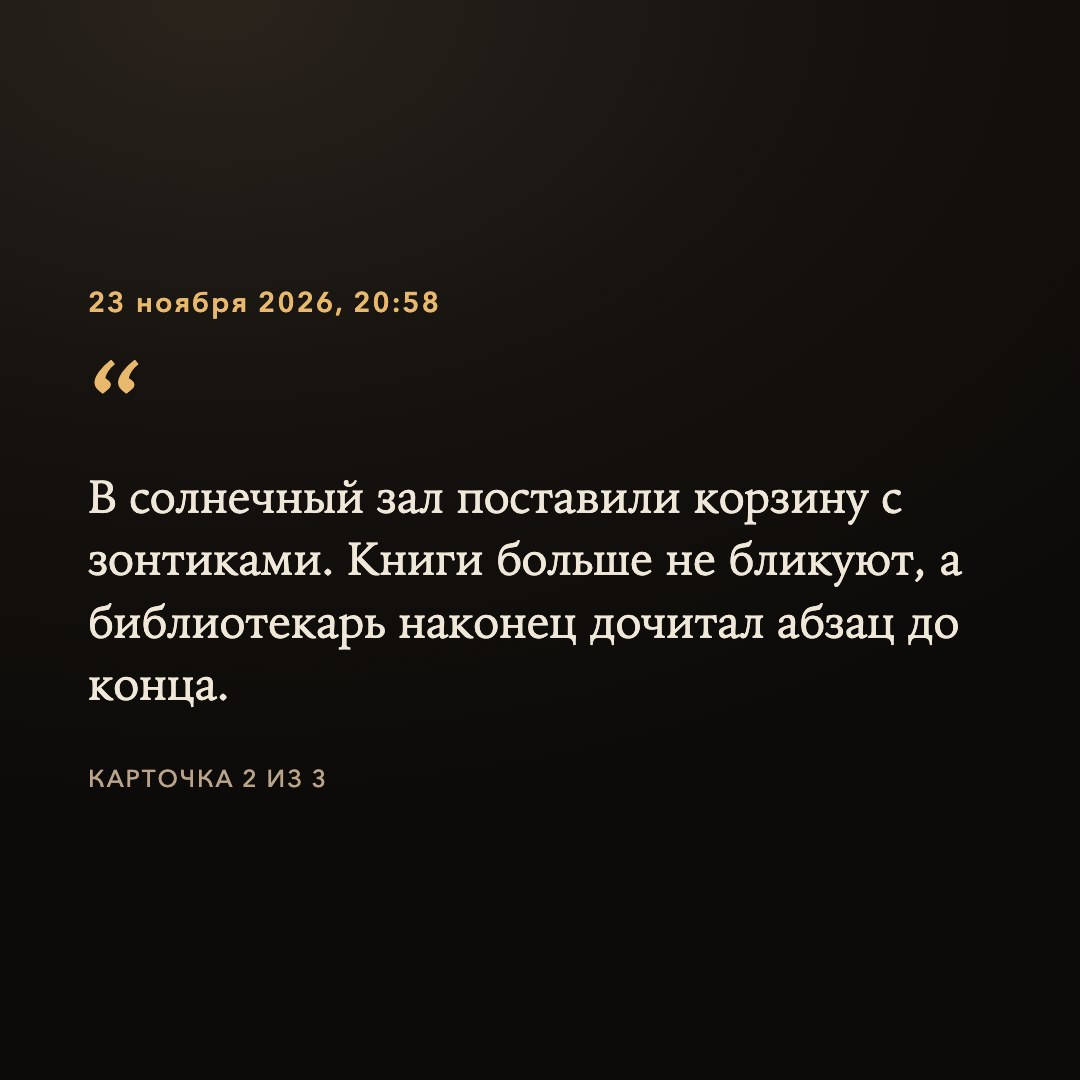 23 ноября 2026, 20:58
“
В солнечный зал поставили корзину с
зонтиками. Книги больше не бликуют, а
библиотекарь наконец дочитал абзац до
конца.
КАРТОЧКА 2 ИЗ 3